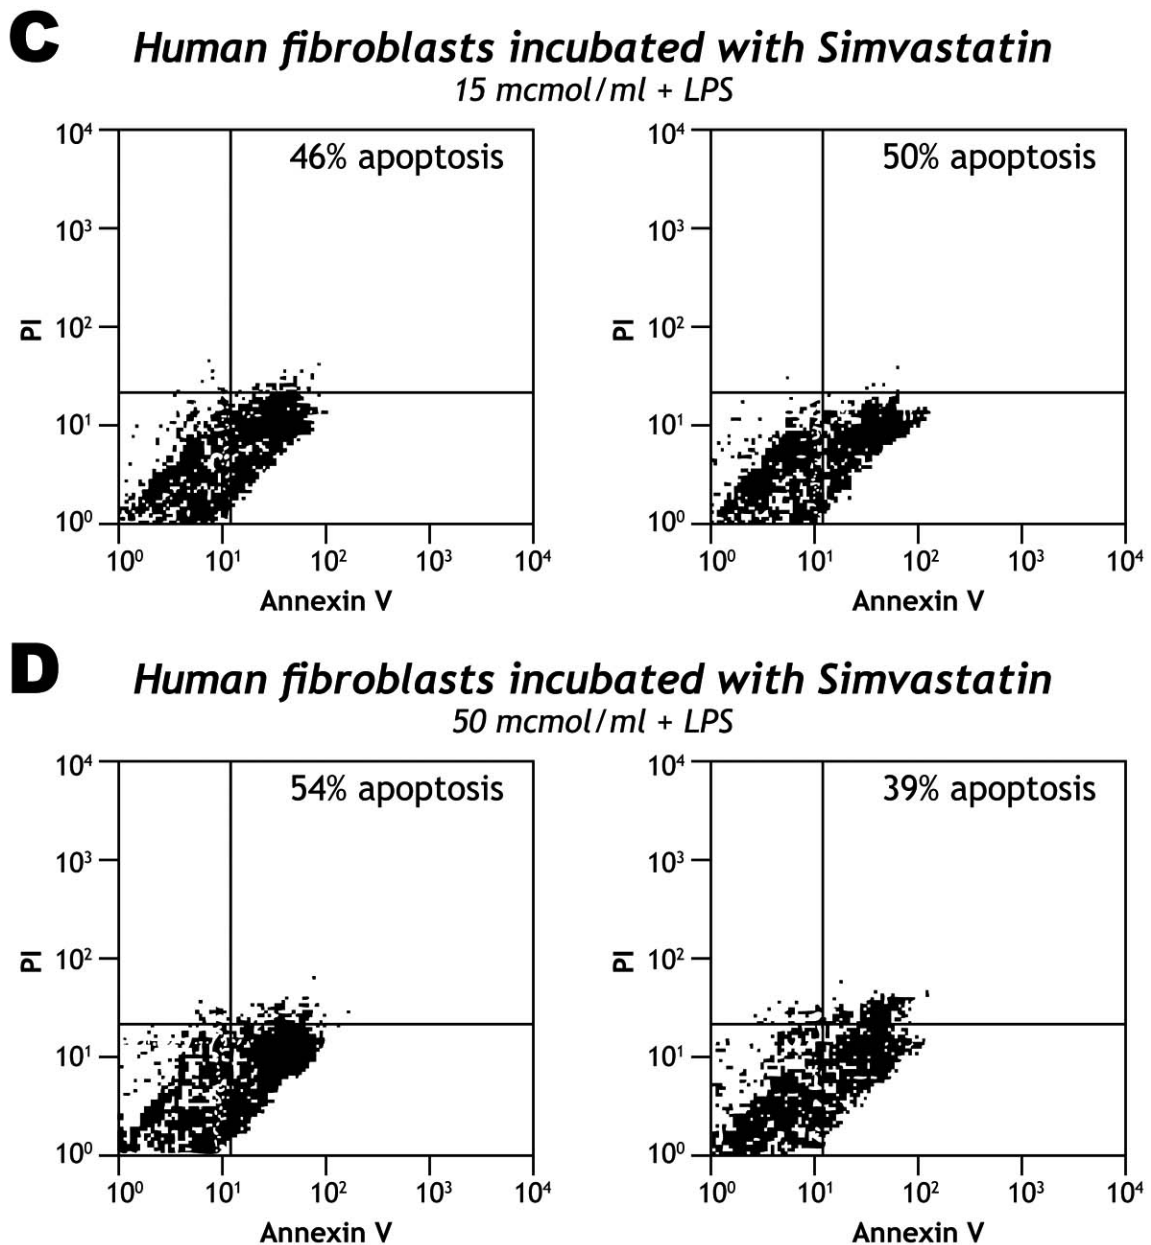 C
Human fibroblasts incubated with Simvastatin
15 mcmol/ml + LPS
46% apoptosis
10⁴
10³
10²
10¹
10⁰
PI
10⁰ 10¹ 10² 10³ 10⁴
Annexin V
50% apoptosis
10⁴
10³
10²
10¹
10⁰
PI
10⁰ 10¹ 10² 10³ 10⁴
Annexin V
D
Human fibroblasts incubated with Simvastatin
50 mcmol/ml + LPS
54% apoptosis
10⁴
10³
10²
10¹
10⁰
PI
10⁰ 10¹ 10² 10³ 10⁴
Annexin V
39% apoptosis
10⁴
10³
10²
10¹
10⁰
PI
10⁰ 10¹ 10² 10³ 10⁴
Annexin V